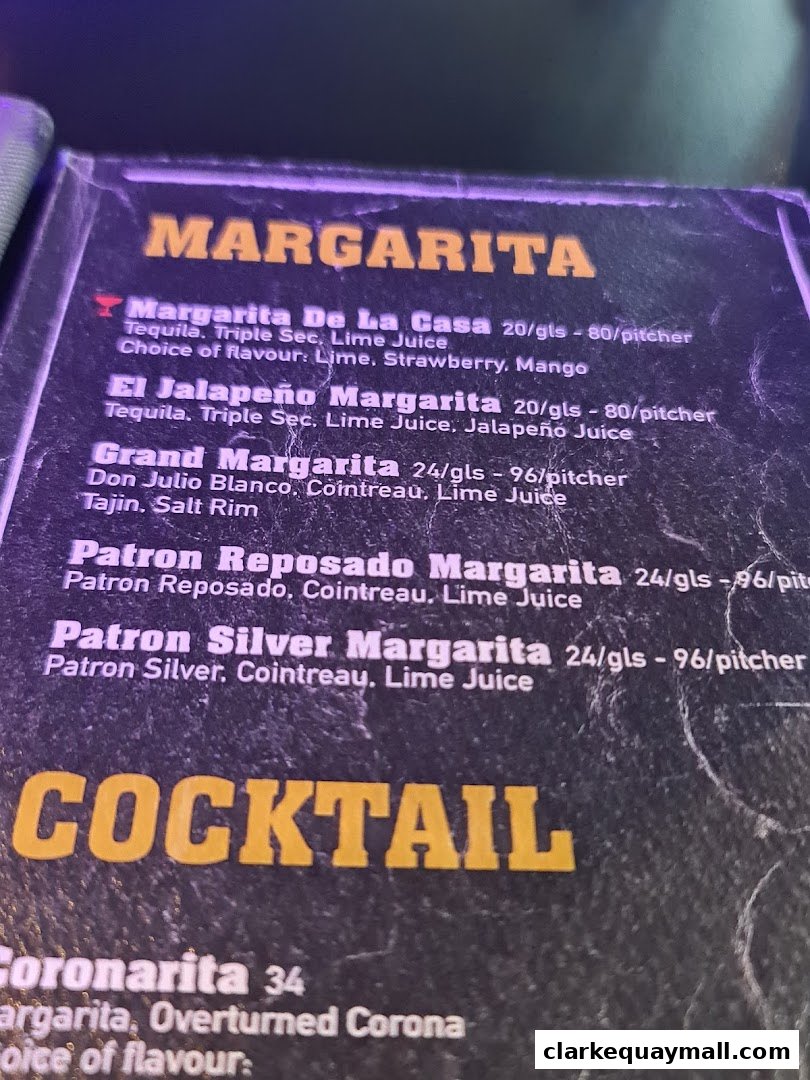 MARGARITA
Margarita De La Casa 20/gls - 80/pitcher
Tequila, Triple Sec, Lime Juice
Choice of flavour: Lime, Strawberry, Mango
El Jalapeño Margarita 20/gls - 80/pitcher
Tequila, Triple Sec, Lime Juice, Jalapeño Juice
Grand Margarita 24/gls - 96/pitcher
Don Julio Blanco, Cointreau, Lime Juice
Tajin, Salt Rim
Patron Reposado Margarita 24/gls - 96/pit
Patron Reposado, Cointreau, Lime Juice
Patron Silver Margarita 24/gls - 96/pitcher
Patron Silver, Cointreau, Lime Juice
COCKTAIL
Coronarita 34
argarita, Overturned Corona
oice of flavour:
clarkequaymall.com